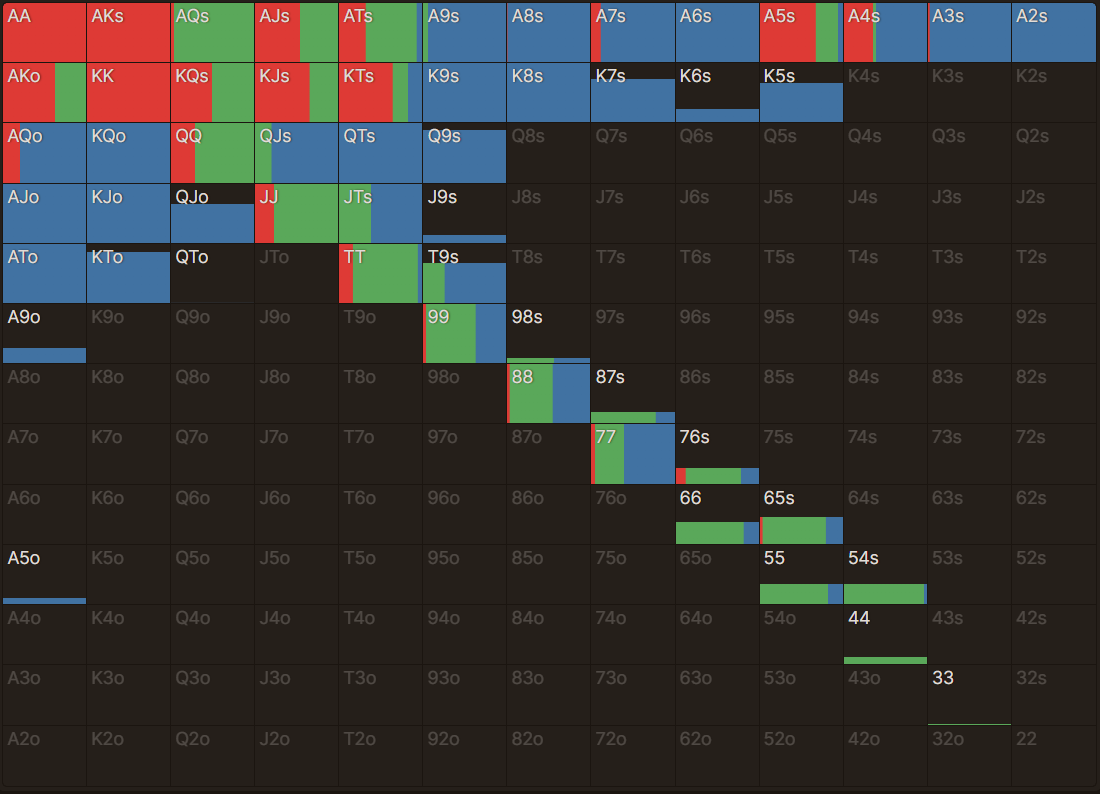 AA AKs AQs AJs ATs A9s A8s A7s A6s A5s A4s A3s A2s
AKo KK KQs KJs KTs K9s K8s K7s K6s K5s K4s K3s K2s
AQo KQo QQ QJs QTs Q9s Q8s Q7s Q6s Q5s Q4s Q3s Q2s
AJo KJo QJo JJ JTs J9s J8s J7s J6s J5s J4s J3s J2s
ATo KTo QTo JTo TT T9s T8s T7s T6s T5s T4s T3s T2s
A9o K9o Q9o J9o T9o 99 98s 97s 96s 95s 94s 93s 92s
A8o K8o Q8o J8o T8o 98o 88 87s 86s 85s 84s 83s 82s
A7o K7o Q7o J7o T7o 97o 87o 77 76s 75s 74s 73s 72s
A6o K6o Q6o J6o T6o 96o 86o 76o 66 65s 64s 63s 62s
A5o K5o Q5o J5o T5o 95o 85o 75o 65o 55 54s 53s 52s
A4o K4o Q4o J4o T4o 94o 84o 74o 64o 54o 44 43s 42s
A3o K3o Q3o J3o T3o 93o 83o 73o 63o 53o 43o 33 32s
A2o K2o Q2o J2o T2o 92o 82o 72o 62o 52o 42o 32o 22